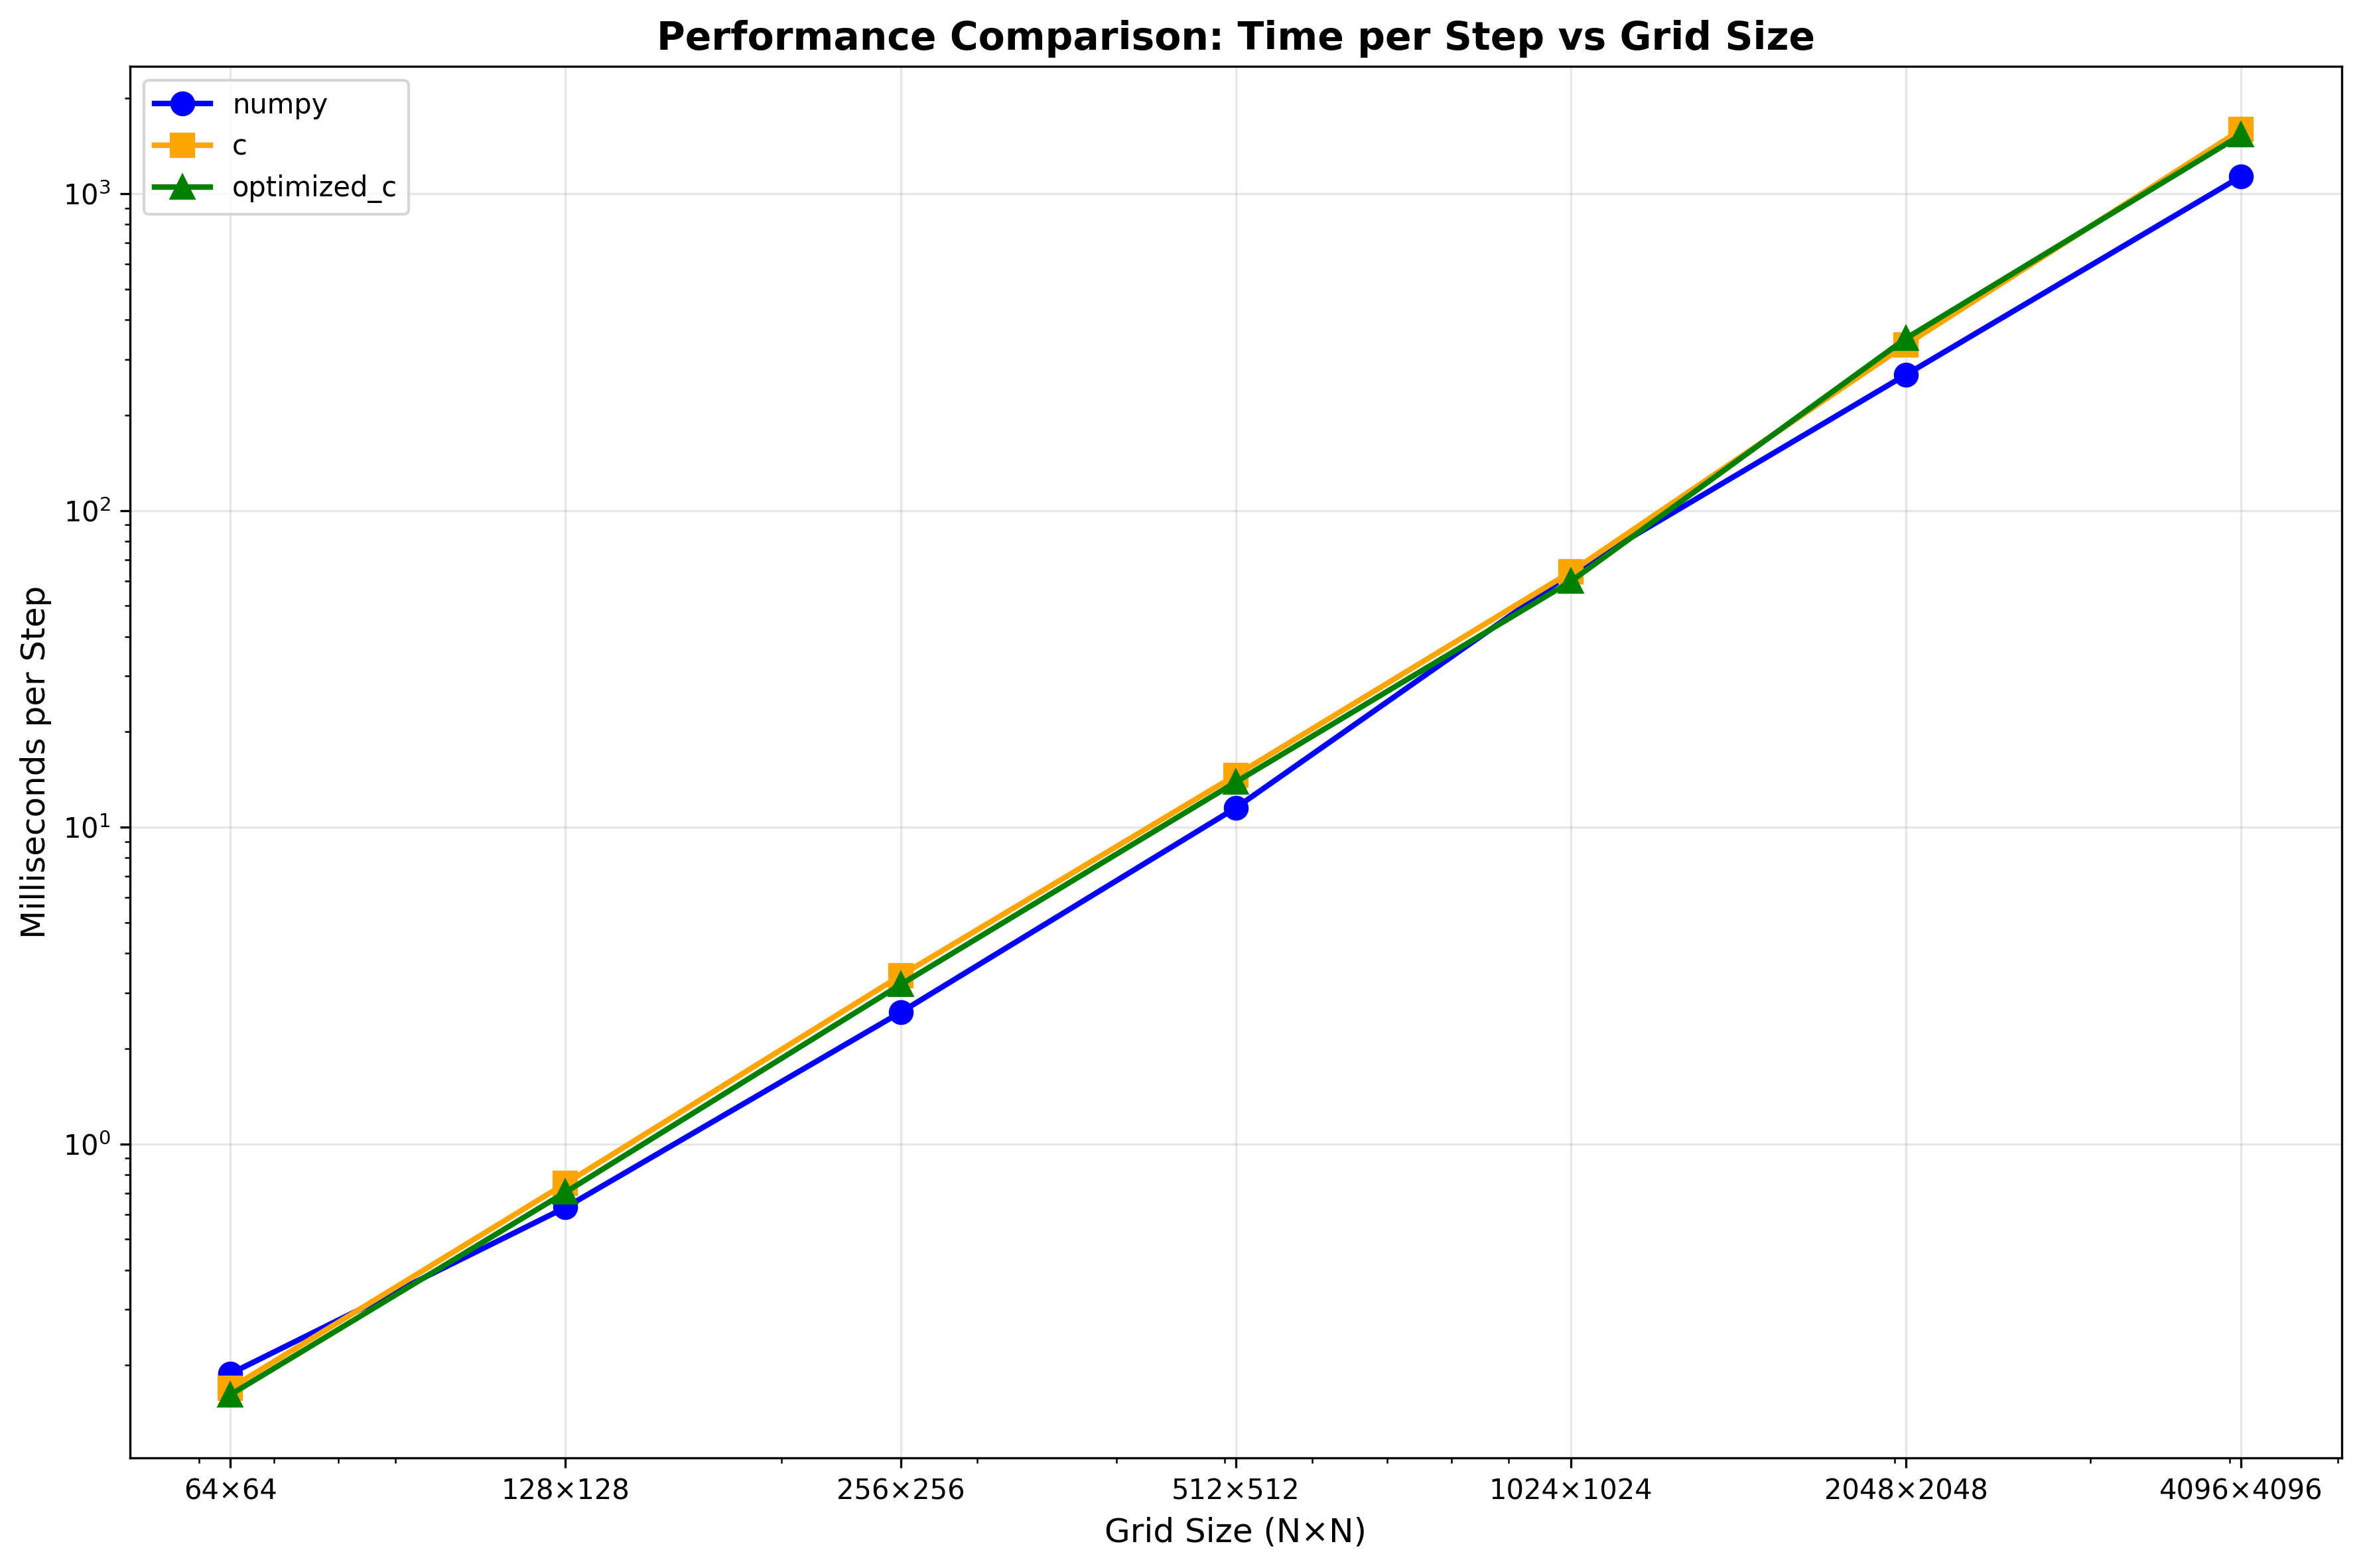 Performance Comparison: Time per Step vs Grid Size
numpy
c
optimized_c
Milliseconds per Step
10³
10²
10¹
10⁰
64×64
128×128
256×256
512×512
1024×1024
2048×2048
4096×4096
Grid Size (N×N)